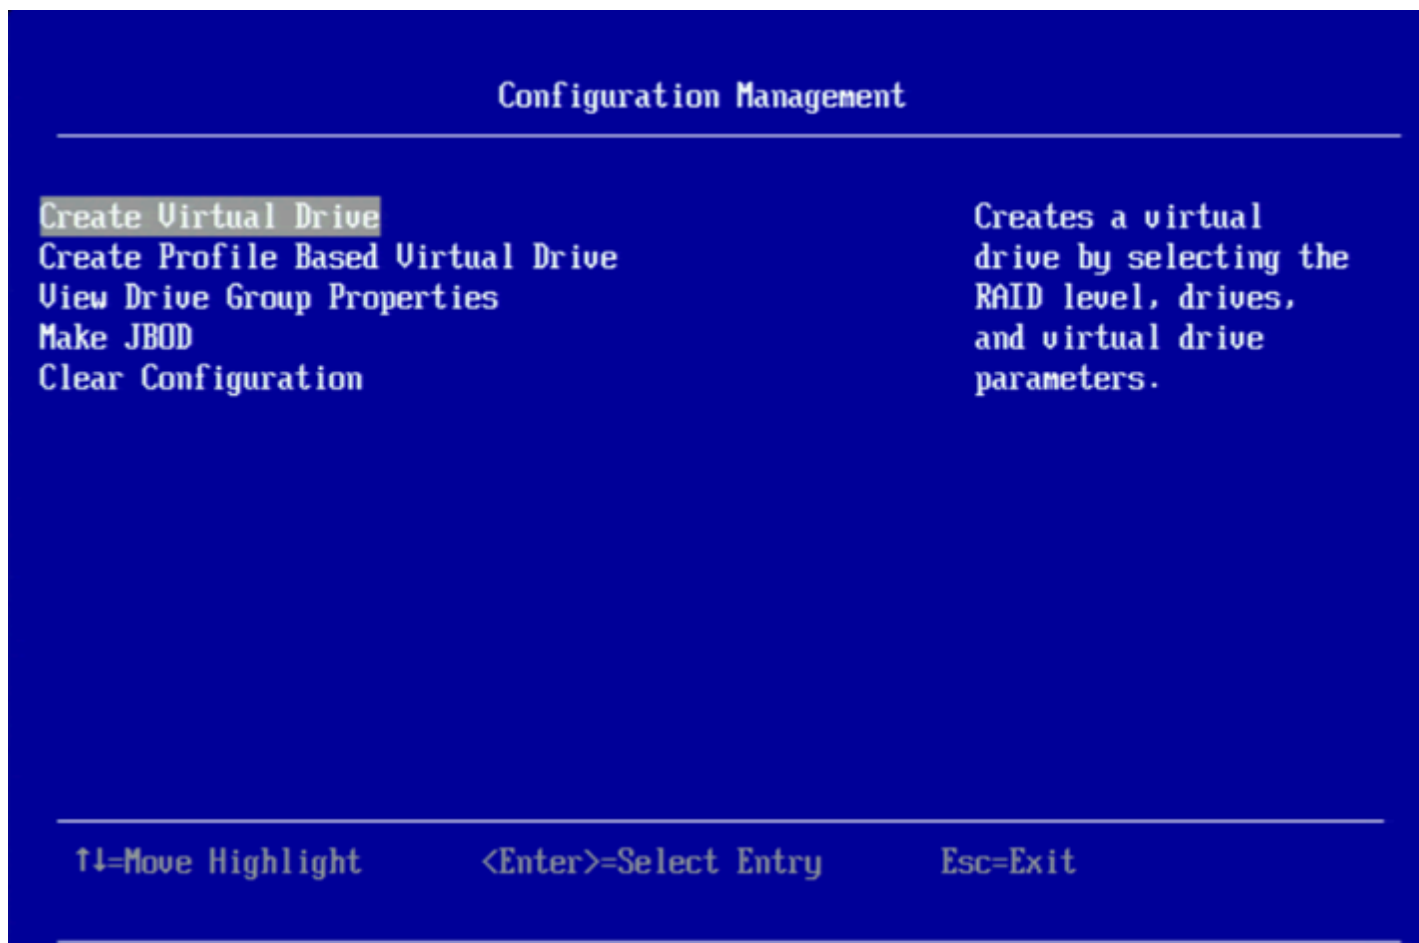 Configuration Management
Create Virtual Drive
Create Profile Based Virtual Drive
View Drive Group Properties
Make JBOD
Clear Configuration
Creates a virtual
drive by selecting the
RAID level, drives,
and virtual drive
parameters.
↑↓=Move Highlight <Enter>=Select Entry Esc=Exit